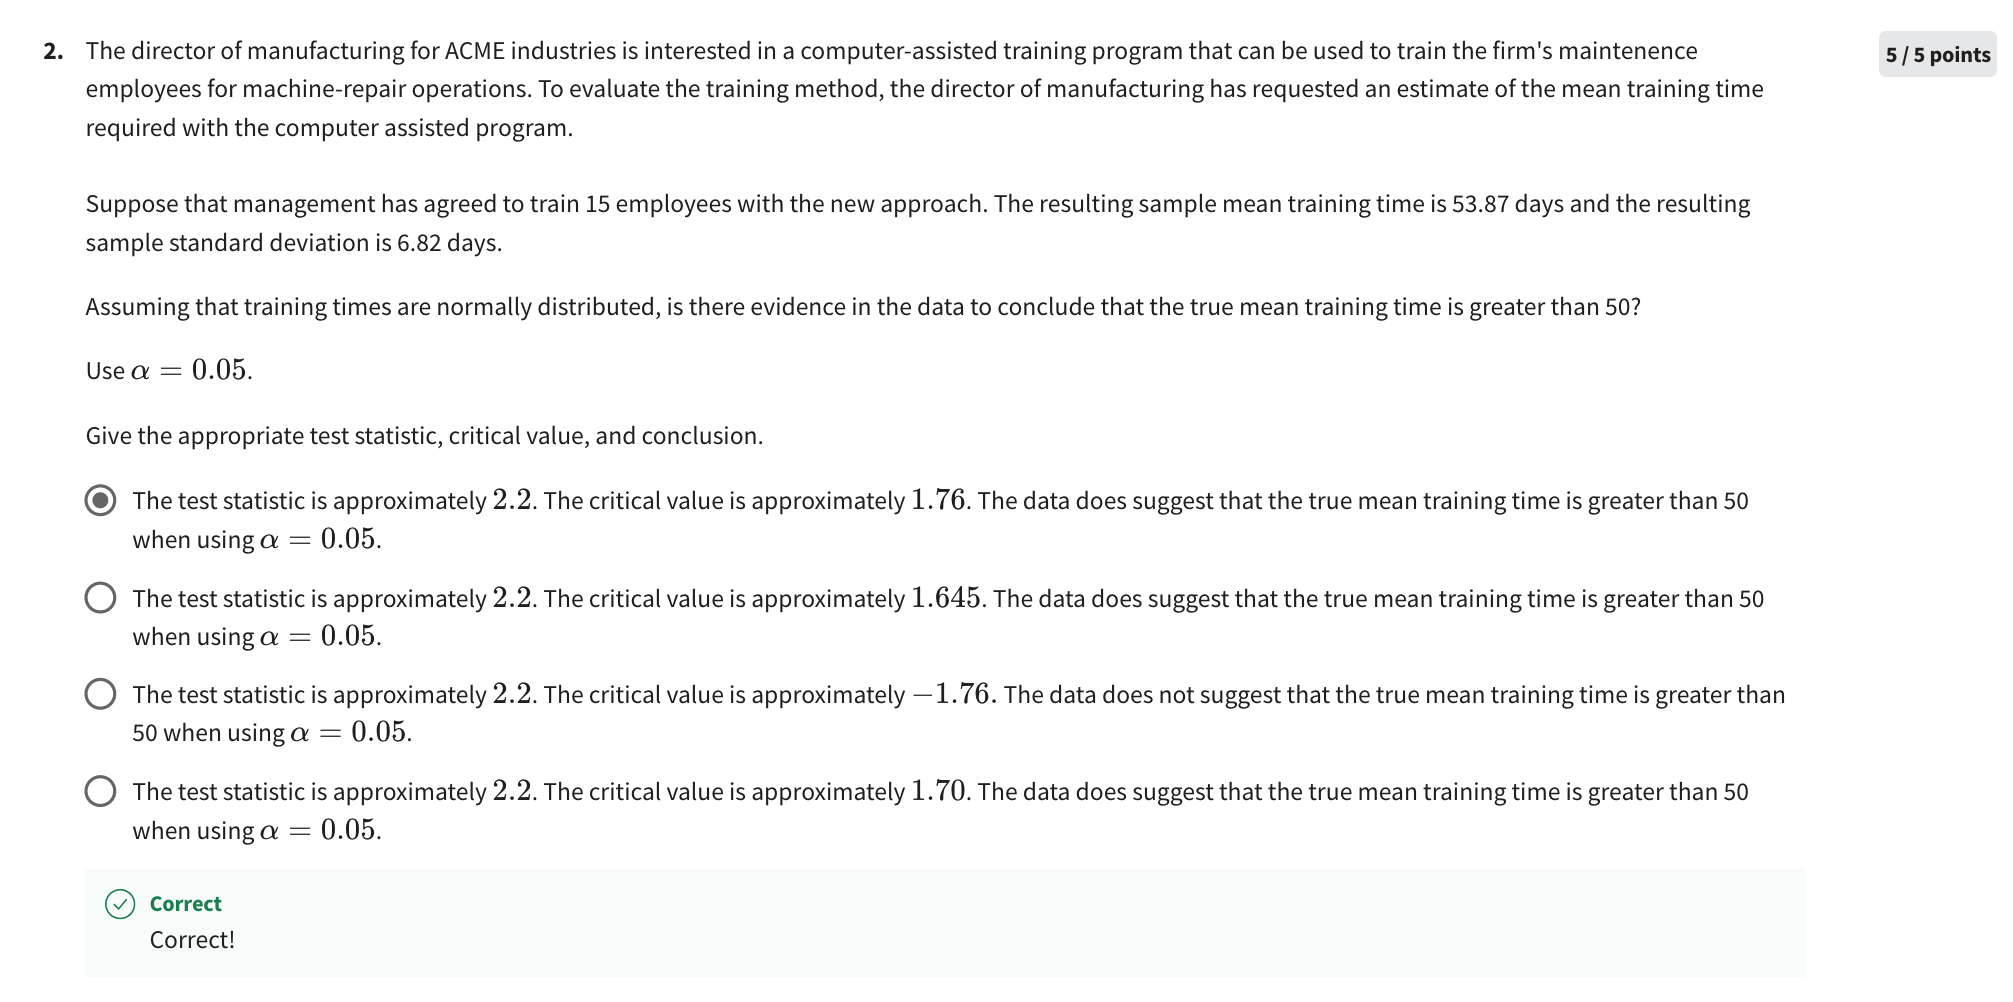 2. The director of manufacturing for ACME industries is interested in a computer-assisted training program that can be used to train the firm's maintenence
5 / 5 points
employees for machine-repair operations. To evaluate the training method, the director of manufacturing has requested an estimate of the mean training time
required with the computer assisted program.
Suppose that management has agreed to train 15 employees with the new approach. The resulting sample mean training time is 53.87 days and the resulting
sample standard deviation is 6.82 days.
Assuming that training times are normally distributed, is there evidence in the data to conclude that the true mean training time is greater than 50?
Use α = 0.05.
Give the appropriate test statistic, critical value, and conclusion.
The test statistic is approximately 2.2. The critical value is approximately 1.76. The data does suggest that the true mean training time is greater than 50
when using α = 0.05.
The test statistic is approximately 2.2. The critical value is approximately 1.645. The data does suggest that the true mean training time is greater than 50
when using α = 0.05.
The test statistic is approximately 2.2. The critical value is approximately −1.76. The data does not suggest that the true mean training time is greater than
50 when using α = 0.05.
The test statistic is approximately 2.2. The critical value is approximately 1.70. The data does suggest that the true mean training time is greater than 50
when using α = 0.05.
Correct
Correct!